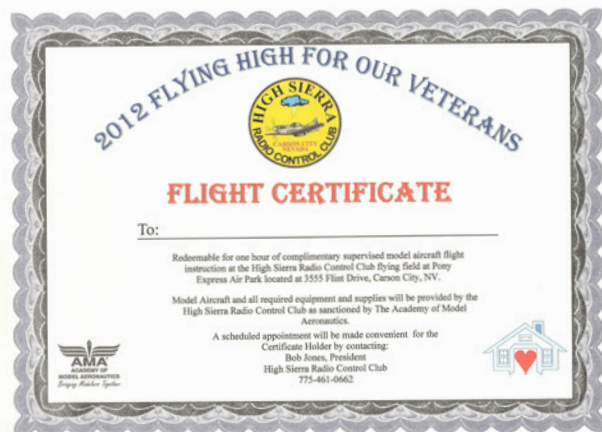 2012 FLYING HIGH FOR OUR VETERANS
HIGH SIERRA
CARSON CITY
NEVADA
RADIO CONTROL CLUB
FLIGHT CERTIFICATE
To:
Redeemable for one hour of complimentary supervised model aircraft flight
instruction at the High Sierra Radio Control Club flying field at Pony
Express Air Park located at 3555 Flint Drive, Carson City, NV.
Model Aircraft and all required equipment and supplies will be provided by the
High Sierra Radio Control Club as sanctioned by The Academy of Model
Aeronautics.
A scheduled appointment will be made convenient for the
Certificate Holder by contacting:
Bob Jones, President
High Sierra Radio Control Club
775-461-0662
AMA
ACADEMY OF
MODEL AERONAUTICS
Bringing Modelers Together